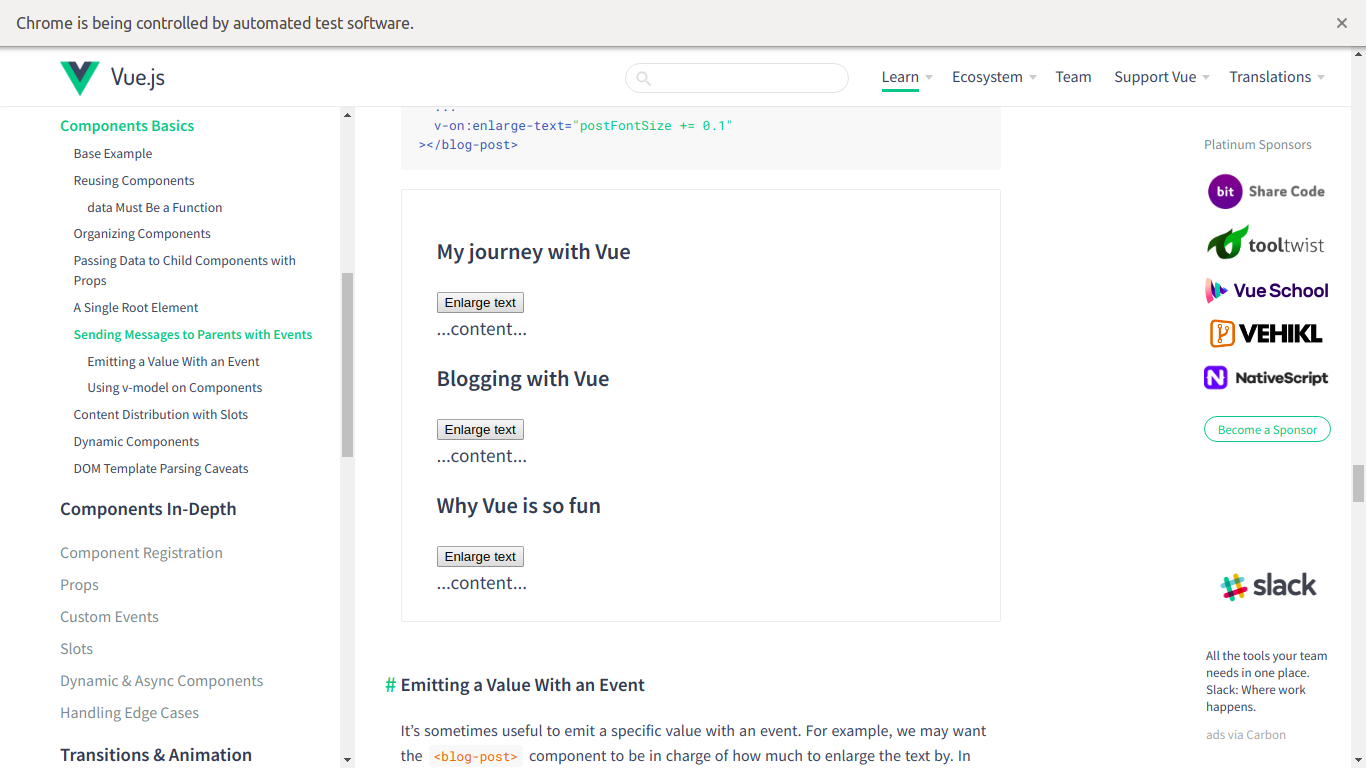 Chrome is being controlled by automated test software.
Vue.js
Learn
Ecosystem
Team
Support Vue
Translations
Components Basics
Base Example
Reusing Components
data Must Be a Function
Organizing Components
Passing Data to Child Components with
Props
A Single Root Element
Sending Messages to Parents with Events
Emitting a Value With an Event
Using v-model on Components
Content Distribution with Slots
Dynamic Components
DOM Template Parsing Caveats
Components In-Depth
Component Registration
Props
Custom Events
Slots
Dynamic & Async Components
Handling Edge Cases
Transitions & Animation
...
v-on:enlarge-text="postFontSize += 0.1"
></blog-post>
My journey with Vue
Enlarge text
...content...
Blogging with Vue
Enlarge text
...content...
Why Vue is so fun
Enlarge text
...content...
# Emitting a Value With an Event
It’s sometimes useful to emit a specific value with an event. For example, we may want
the <blog-post> component to be in charge of how much to enlarge the text by. In
Platinum Sponsors
bit Share Code
tooltwist
Vue School
VEHIKL
N NativeScript
Become a Sponsor
slack
All the tools your team
needs in one place.
Slack: Where work
happens.
ads via Carbon